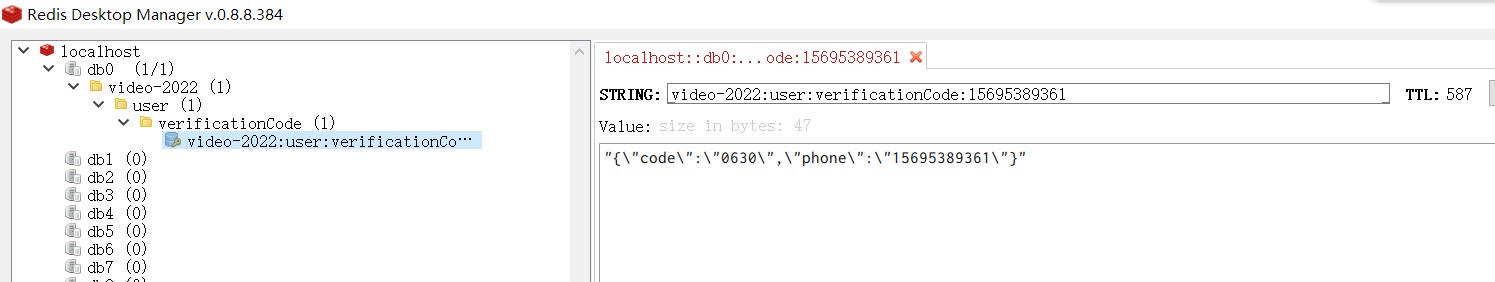 Redis Desktop Manager v.0.8.8.384
localhost
db0 (1/1)
video-2022 (1)
user (1)
verificationCode (1)
video-2022:user:verificationCo···
db1 (0)
db2 (0)
db3 (0)
db4 (0)
db5 (0)
db6 (0)
db7 (0)
localhost::db0:...ode:15695389361
STRING: video-2022:user:verificationCode:15695389361 TTL: 587
Value: size in bytes: 47
"{\"code\":\"0630\",\"phone\":\"15695389361\"}"